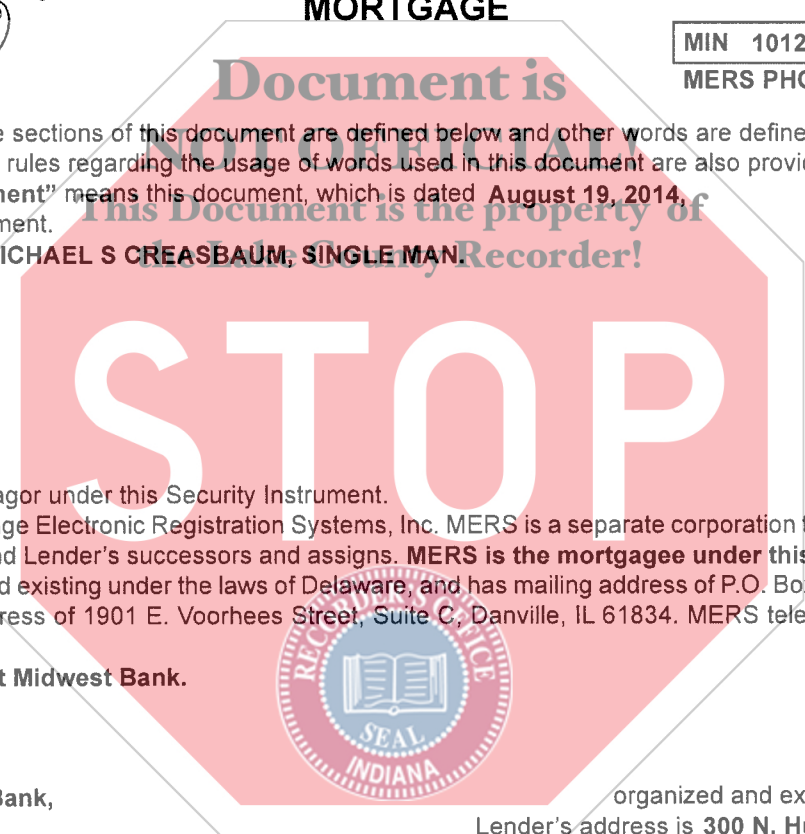 MORTGAGE
MIN 1012
MERS PHO
Document is
NOT OFFICIAL!
This Document is the property of
the Lake County Recorder!
e sections of this document are defined below and other words are define
rules regarding the usage of words used in this document are also provi
ment" means this document, which is dated August 19, 2014,
ment.
ICHAEL S CREASBAUM, SINGLE MAN.
STOP
agor under this Security Instrument.
ge Electronic Registration Systems, Inc. MERS is a separate corporation t
nd Lender's successors and assigns. MERS is the mortgagee under this
d existing under the laws of Delaware, and has mailing address of P.O. Bo
ress of 1901 E. Voorhees Street, Suite C, Danville, IL 61834. MERS tele
t Midwest Bank.
RECORDER'S OFFICE
SEAL
INDIANA
Bank,
organized and ex
Lender's address is 300 N. Hu